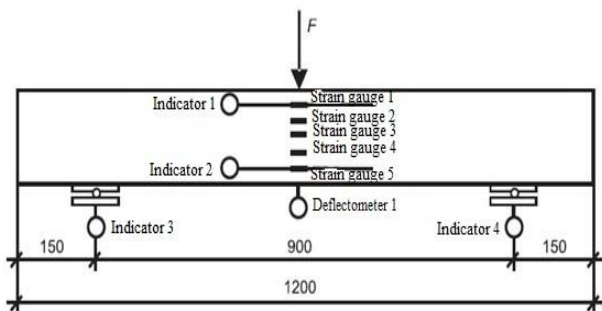 F
Strain gauge 1
Indicator 1
Strain gauge 2
Strain gauge 3
Strain gauge 4
Indicator 2
Strain gauge 5
Deflectometer 1
Indicator 3
Indicator 4
150
900
150
1200